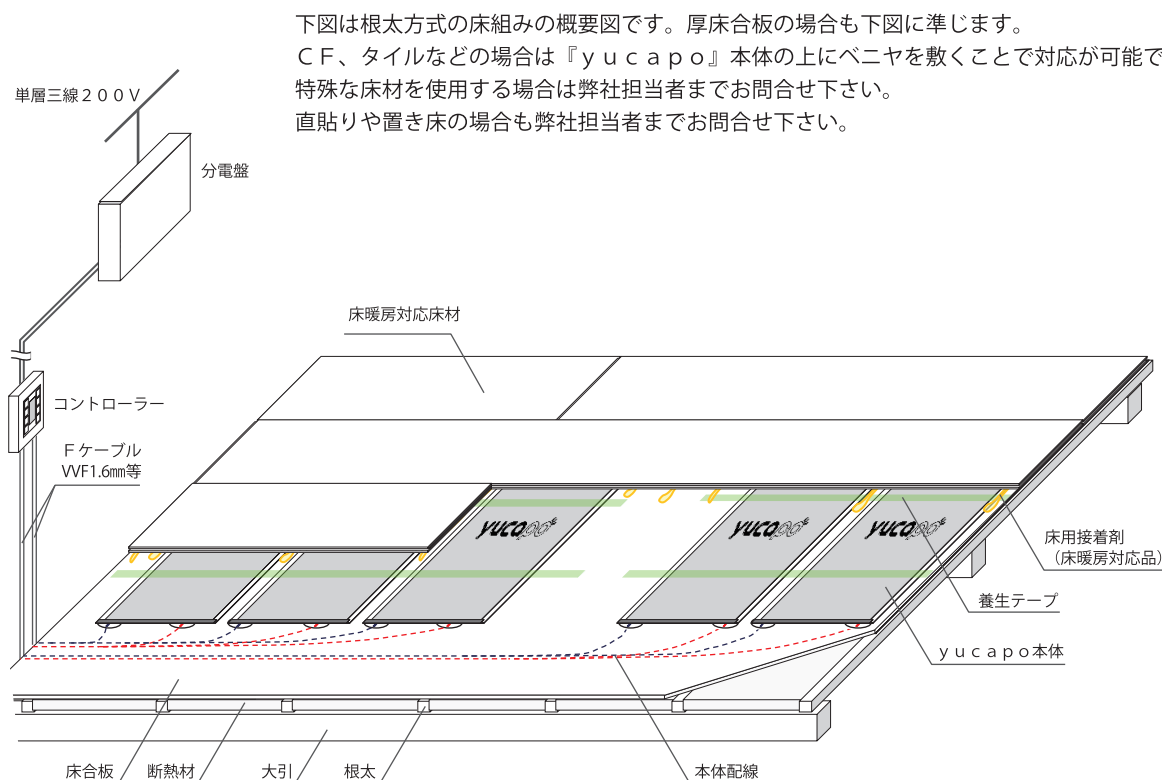 下図は根太方式の床組みの概要図です。厚床合板の場合も下図に準じます。
ＣＦ、タイルなどの場合は『ｙｕｃａｐｏ』本体の上にベニヤを敷くことで対応が可能で
特殊な床材を使用する場合は弊社担当者までお問合せ下さい。
直貼りや置き床の場合も弊社担当者までお問合せ下さい。
単層三線２００Ｖ
分電盤
床暖房対応床材
コントローラー
Ｆケーブル
VVF1.6㎜等
yucapo
yucapo
yucapo
床用接着剤
（床暖房対応品）
養生テープ
ｙｕｃａｐｏ本体
床合板
断熱材
大引
根太
本体配線